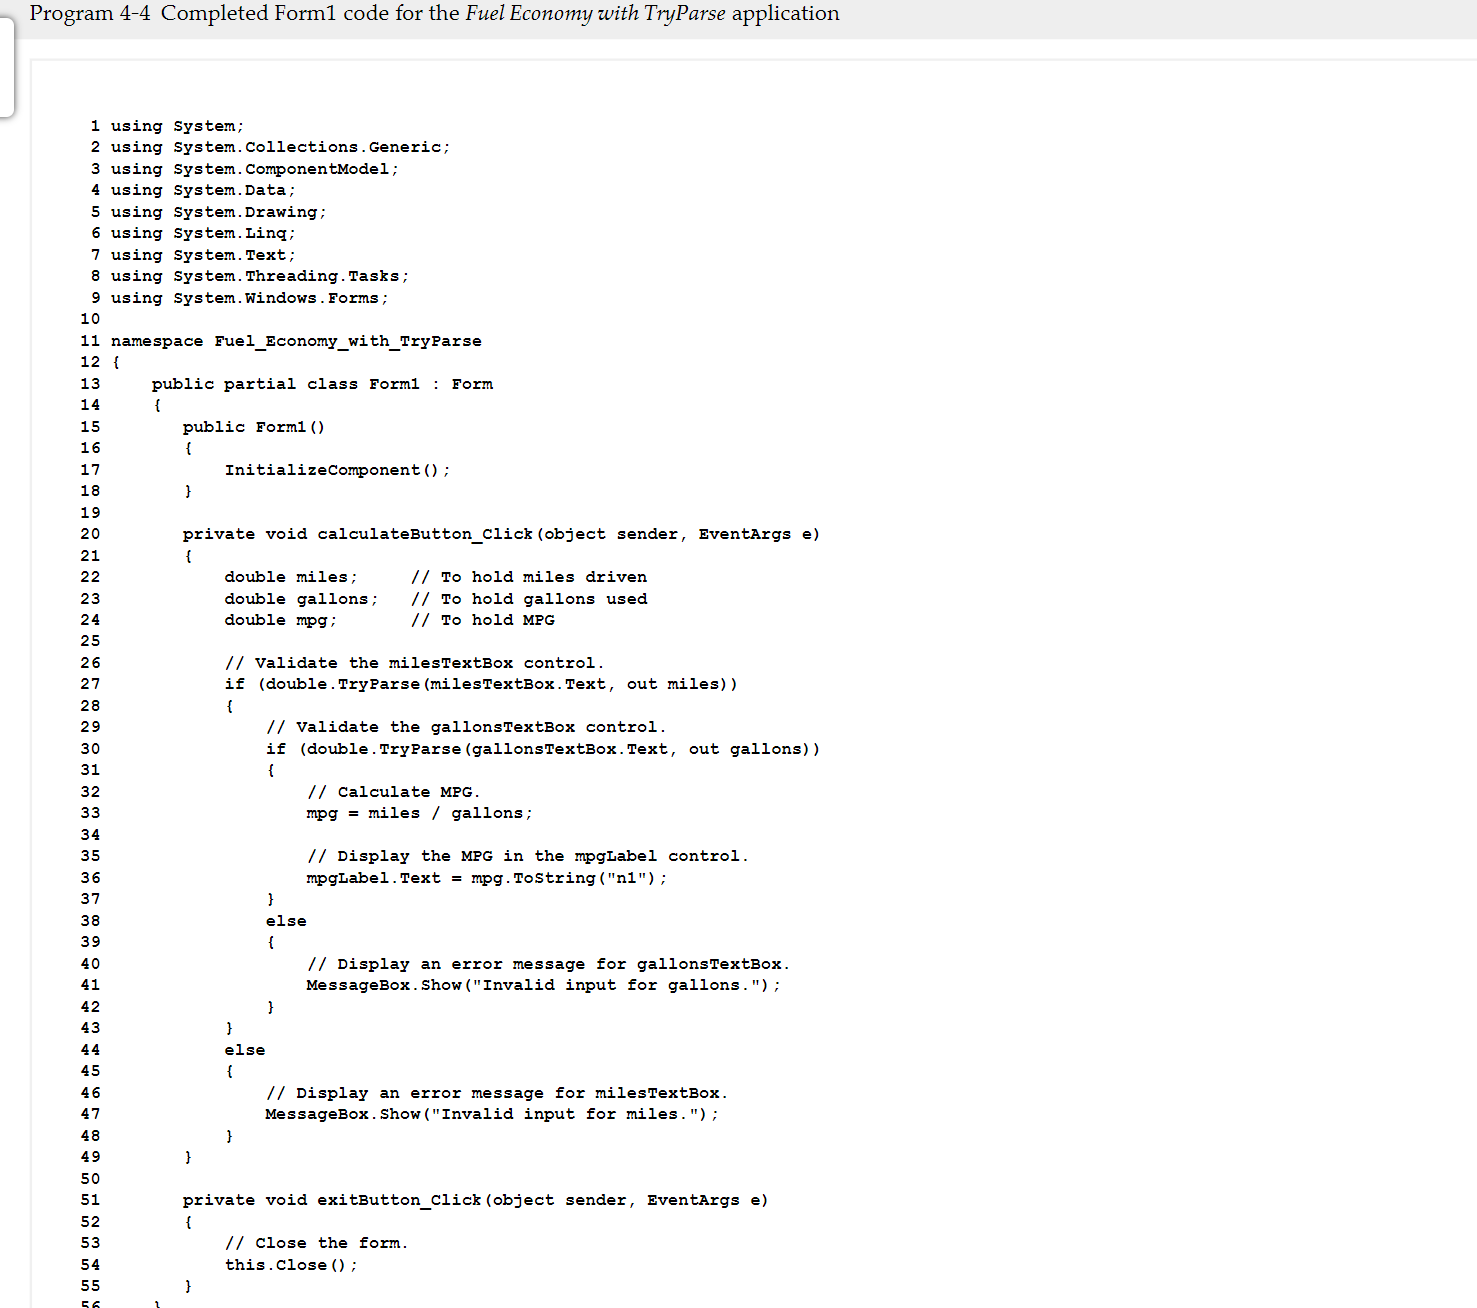 Program 4-4 Completed Form1 code for the Fuel Economy with TryParse application
1 using System;
2 using System.Collections.Generic;
3 using System.ComponentModel;
4 using System.Data;
5 using System.Drawing;
6 using System.Linq;
7 using System.Text;
8 using System.Threading.Tasks;
9 using System.Windows.Forms;
10
11 namespace Fuel_Economy_with_TryParse
12 {
13     public partial class Form1 : Form
14     {
15        public Form1()
16        {
17            InitializeComponent();
18        }
19
20        private void calculateButton_Click(object sender, EventArgs e)
21        {
22            double miles;     // To hold miles driven
23            double gallons;   // To hold gallons used
24            double mpg;       // To hold MPG
25
26            // Validate the milesTextBox control.
27            if (double.TryParse(milesTextBox.Text, out miles))
28            {
29                // Validate the gallonsTextBox control.
30                if (double.TryParse(gallonsTextBox.Text, out gallons))
31                {
32                    // Calculate MPG.
33                    mpg = miles / gallons;
34
35                    // Display the MPG in the mpgLabel control.
36                    mpgLabel.Text = mpg.ToString("n1");
37                }
38                else
39                {
40                    // Display an error message for gallonsTextBox.
41                    MessageBox.Show("Invalid input for gallons.");
42                }
43            }
44            else
45            {
46                // Display an error message for milesTextBox.
47                MessageBox.Show("Invalid input for miles.");
48            }
49        }
50
51        private void exitButton_Click(object sender, EventArgs e)
52        {
53            // Close the form.
54            this.Close();
55        }
56     }